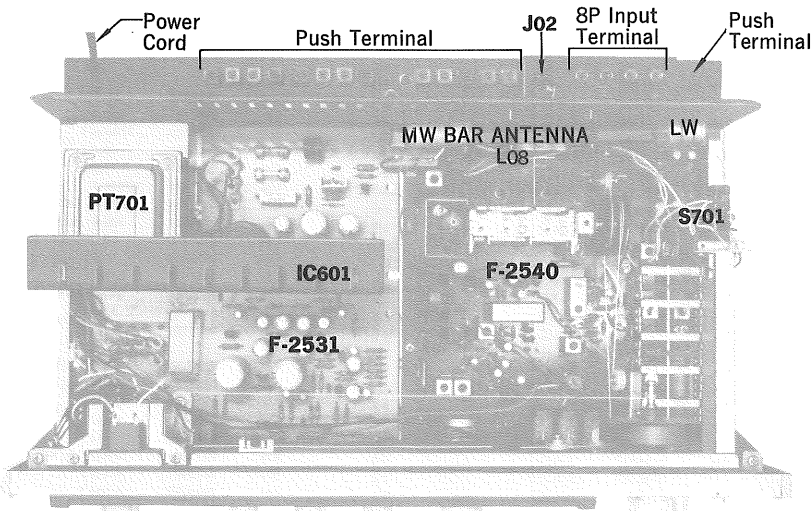 Power
Cord
Push Terminal
J02
8P Input
Terminal
Push
Terminal
MW BAR ANTENNA
L08
LW
PT701
S701
IC601
F-2540
F-2531